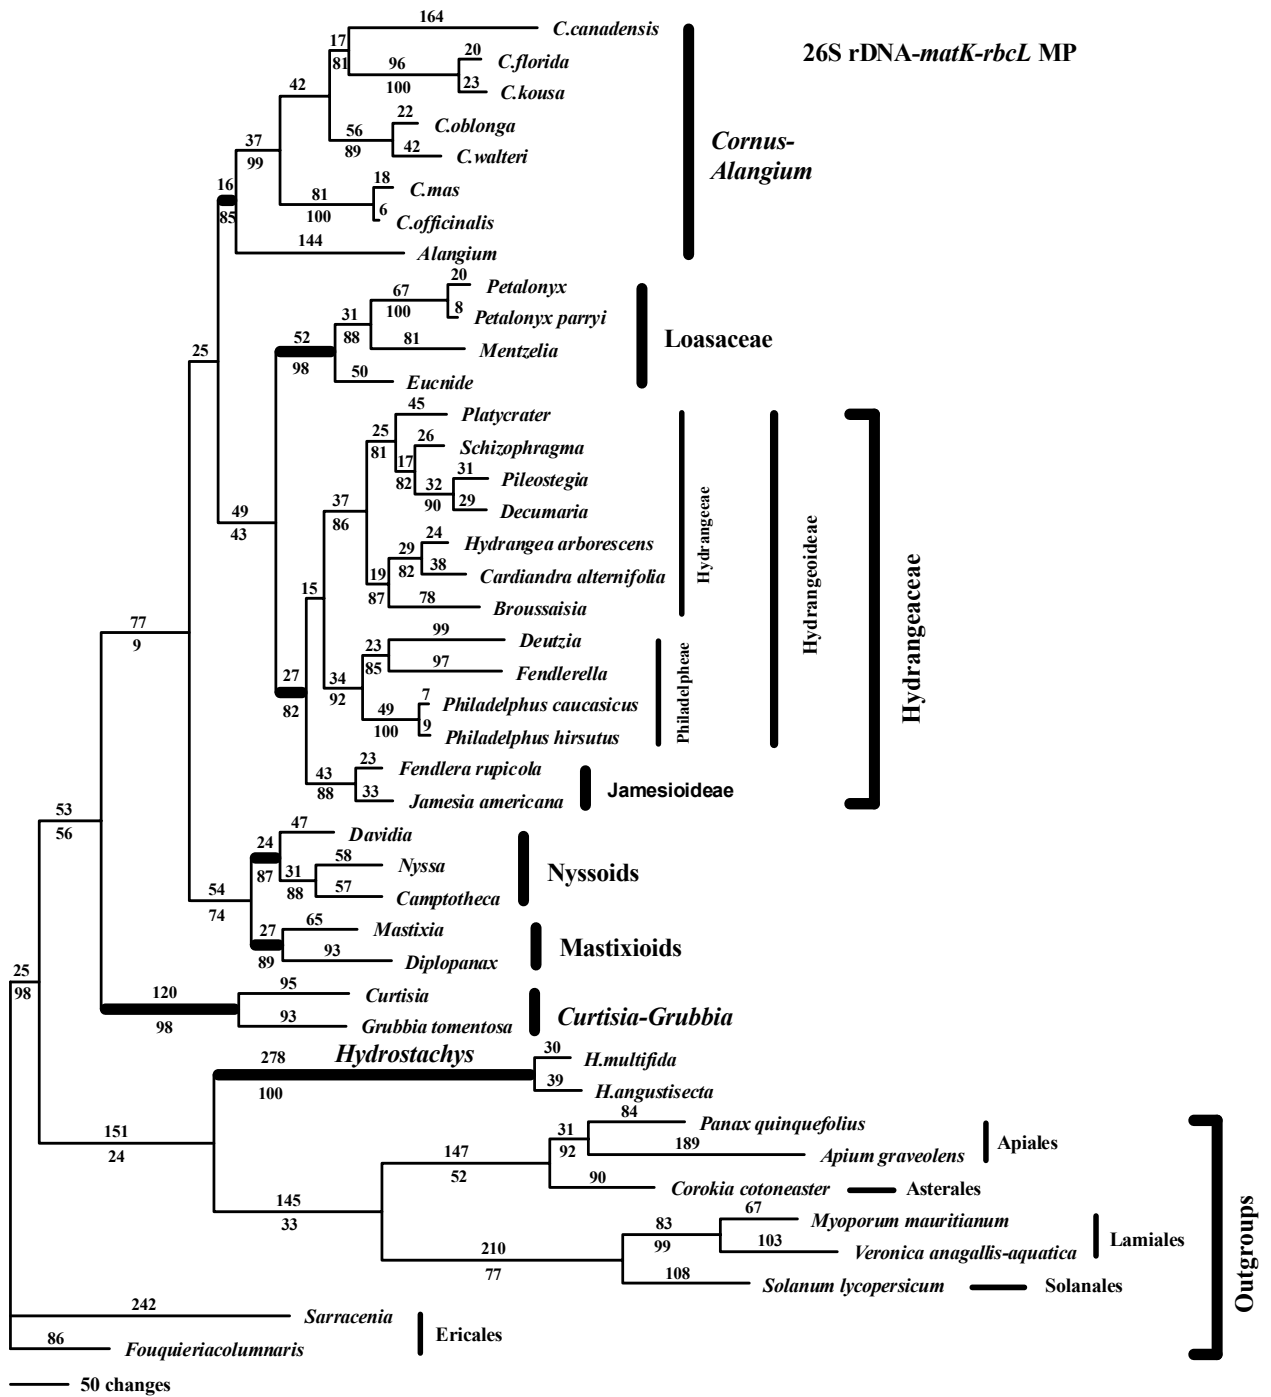 26S rDNA-matK-rbcL MP
164
C.canadensis
17
81
96
100
20
C.florida
23
C.kousa
42
56
89
22
C.oblonga
42
C.walteri
37
99
81
100
18
C.mas
6
C.officinalis
16
85
144
Alangium
Cornus-
Alangium
25
67
100
20
Petalonyx
8
Petalonyx parryi
31
88
81
Mentzelia
52
98
50
Eucnide
Loasaceae
45
Platycrater
25
81
26
Schizophragma
17
82
31
Pileostegia
32
90
29
Decumaria
37
86
49
43
24
Hydrangea arborescens
29
82
38
Cardiandra alternifolia
19
87
78
Broussaisia
Hydrangeeae
15
99
Deutzia
23
85
97
Fendlerella
34
92
7
Philadelphus caucasicus
49
100
9
Philadelphus hirsutus
Philadelpheae
Hydrangeoideae
27
82
23
Fendlera rupicola
43
88
33
Jamesia americana
Jamesioideae
Hydrangeaceae
77
9
47
Davidia
24
87
58
Nyssa
31
88
57
Camptotheca
Nyssoids
54
74
65
Mastixia
27
89
93
Diplopanax
Mastixioids
53
56
95
Curtisia
120
98
93
Grubbia tomentosa
Curtisia-Grubbia
25
98
Hydrostachys
278
100
30
H.multifida
39
H.angustisecta
151
24
84
Panax quinquefolius
31
92
189
Apium graveolens
Apiales
147
52
90
Corokia cotoneaster
Asterales
145
33
67
Myoporum mauritianum
83
99
103
Veronica anagallis-aquatica
Lamiales
210
77
108
Solanum lycopersicum
Solanales
242
Sarracenia
86
Fouquieriacolumnaris
Ericales
Outgroups
50 changes